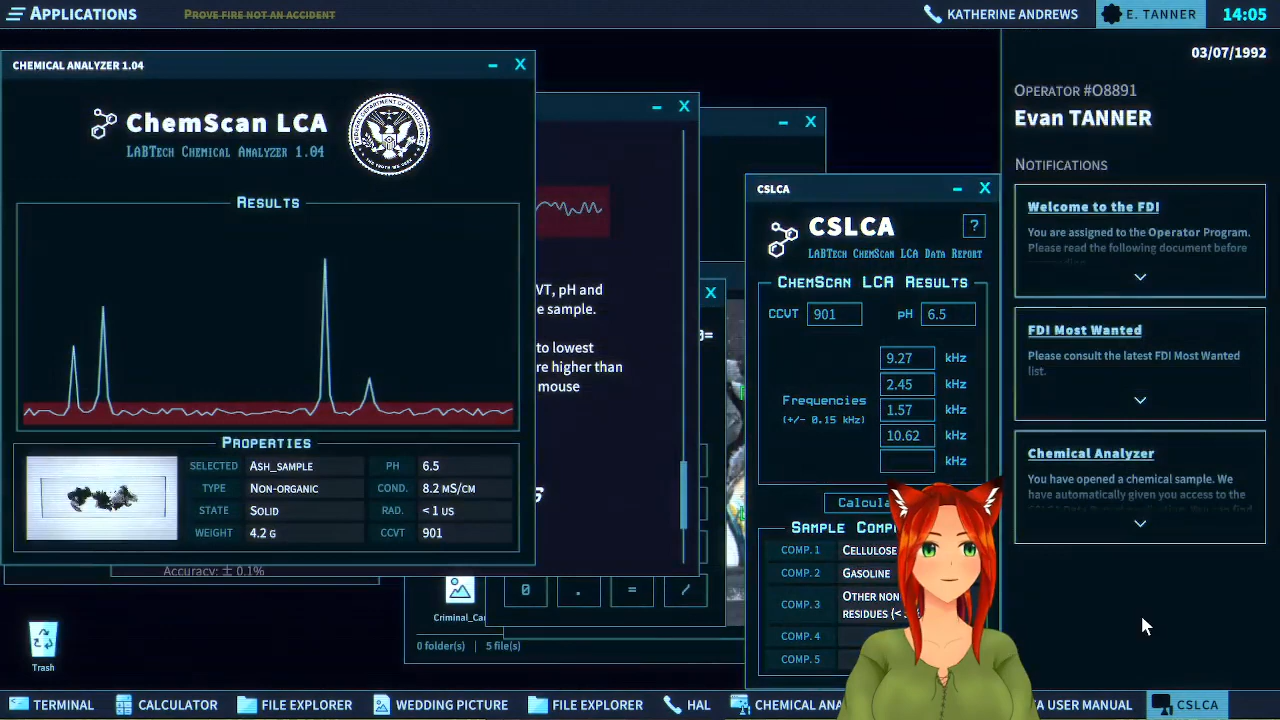 APPLICATIONS
PROVE FIRE NOT AN ACCIDENT
KATHERINE ANDREWS
E. TANNER
14:05
CHEMICAL ANALYZER 1.04
ChemScan LCA
LABTech Chemical Analyzer 1.04
Results
Properties
SELECTED ASH_SAMPLE PH 6.5
TYPE NON-ORGANIC COND. 8.2 MS/CM
STATE SOLID RAD. < 1 US
WEIGHT 4.2 G CCVT 901
Accuracy: ± 0.1%
VT, pH and
e sample.
to lowest
re higher than
mouse
0 . = /
Criminal_Ca
0 folder(s) | 5 file(s)
CSLCA
CSLCA
?
LABTech ChemScan LCA Data Report
ChemScan LCA Results
CCVT 901 pH 6.5
9.27 kHz
2.45 kHz
Frequencies 1.57 kHz
(+/- 0.15 kHz)
10.62 kHz
kHz
Calcula
Sample Comp
COMP. 1 CELLULOSE
COMP. 2 GASOLINE
COMP. 3 OTHER NON
RESIDUES (<
COMP. 4
COMP. 5
03/07/1992
Operator #O8891
Evan TANNER
Notifications
Welcome to the FDI
You are assigned to the Operator Program.
Please read the following document before
FDI Most Wanted
Please consult the latest FDI Most Wanted
list.
Chemical Analyzer
You have opened a chemical sample. We
have automatically given you access to the
Trash
TERMINAL
CALCULATOR
FILE EXPLORER
WEDDING PICTURE
FILE EXPLORER
HAL
CHEMICAL ANA
A USER MANUAL
CSLCA